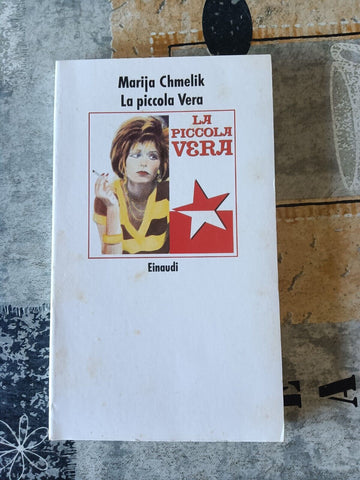 Marija Chmelik
La piccola Vera
LA
PICCOLA
VERA
Einaudi